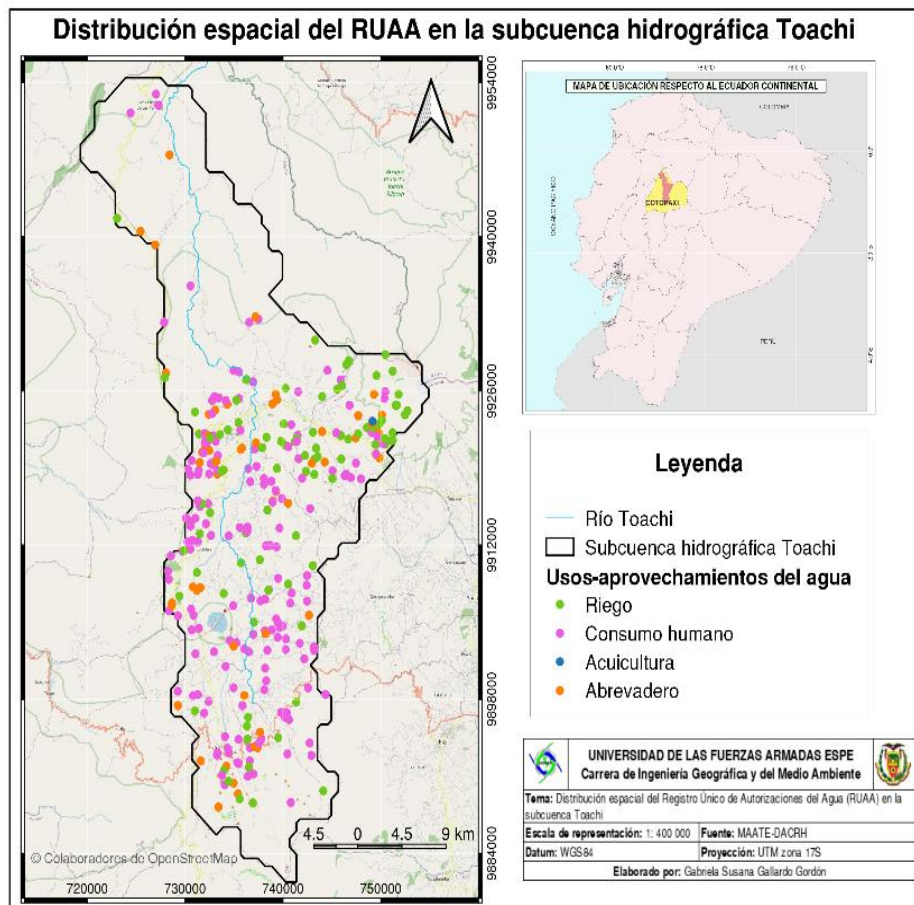 Distribución espacial del RUAA en la subcuenca hidrográfica Toachi
9954000
9940000
9926000
9912000
9898000
9884000
4.5 0 4.5 9 km
© Colaboradores de OpenStreetMap
720000 730000 740000 750000
MAPA DE UBICACIÓN RESPECTO AL ECUADOR CONTINENTAL
COLOMBIA
OCÉANO PACÍFICO
COTOPAXI
PERU
Leyenda
Río Toachi
Subcuenca hidrográfica Toachi
Usos-aprovechamientos del agua
Riego
Consumo humano
Acuicultura
Abrevadero
UNIVERSIDAD DE LAS FUERZAS ARMADAS ESPE
Carrera de Ingeniería Geográfica y del Medio Ambiente
Tema: Distribución espacial del Registro Único de Autorizaciones del Agua (RUAA) en la
subcuenca Toachi
Escala de representación: 1: 400 000 Fuente: MAATE-DACRH
Datum: WGS84 Proyección: UTM zona 17S
Elaborado por: Gabriela Susana Gallardo Gordón